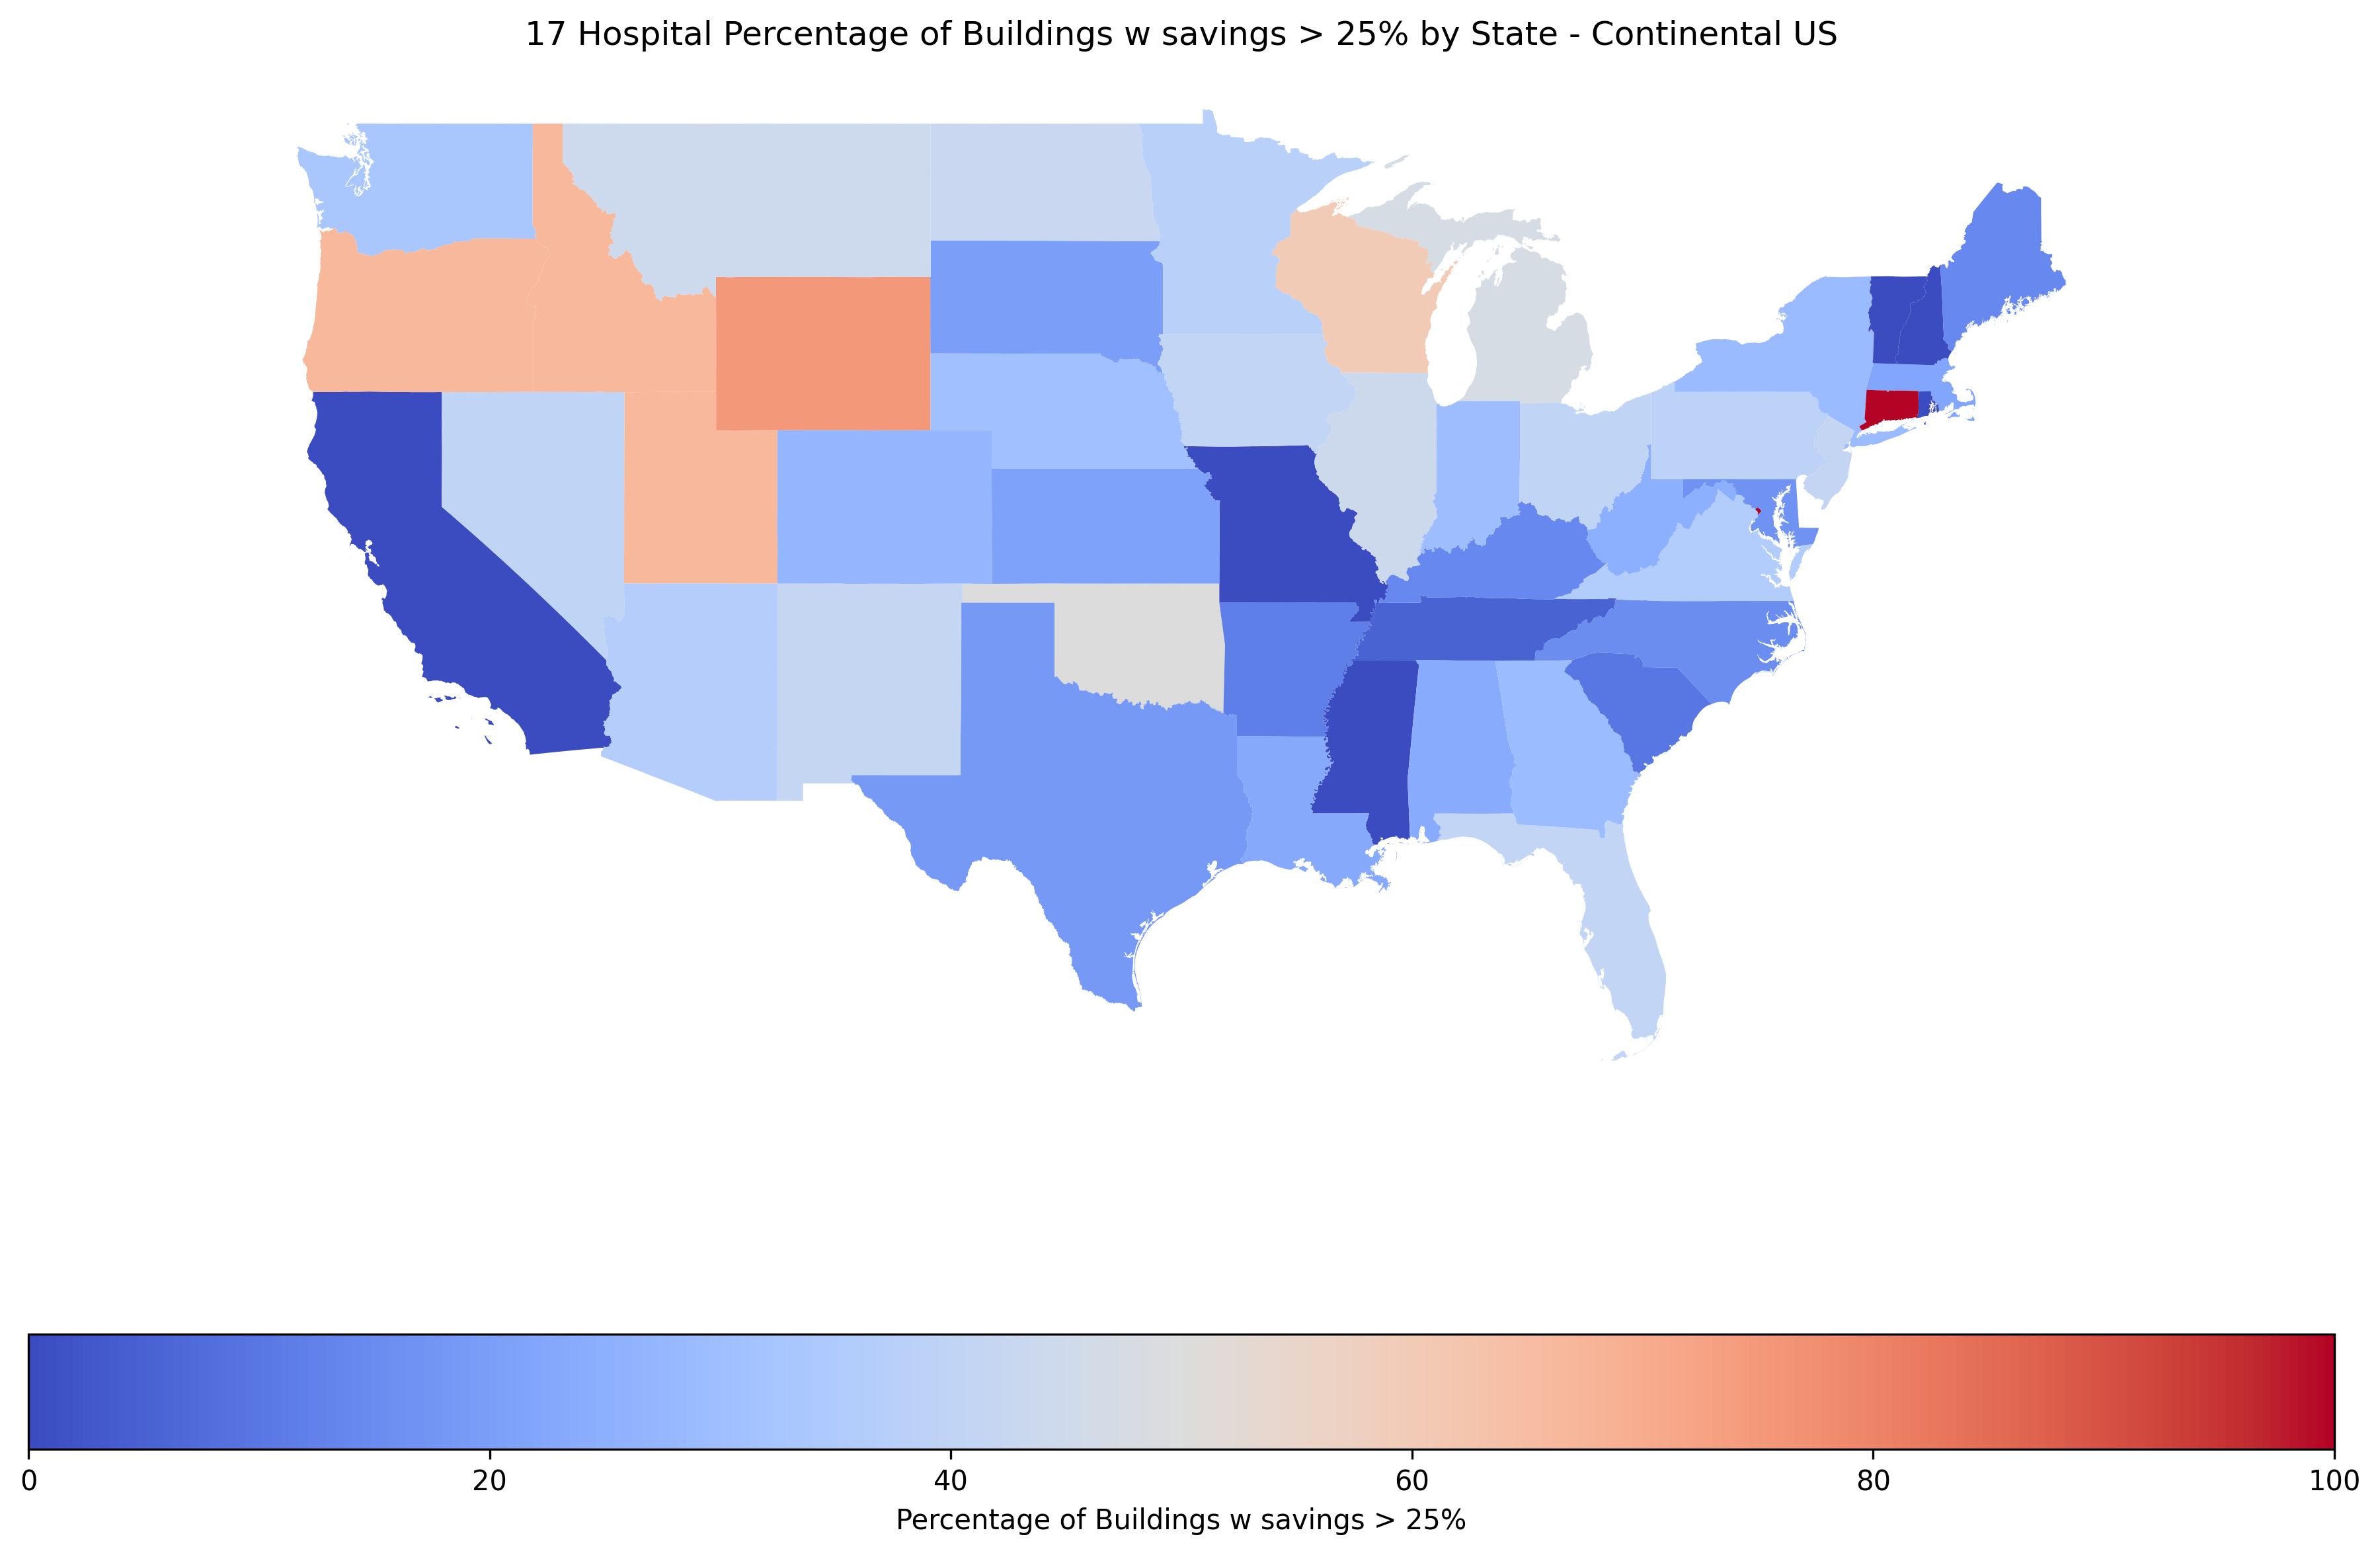 17 Hospital Percentage of Buildings w savings > 25% by State - Continental US
0 20 40 60 80 100
Percentage of Buildings w savings > 25%